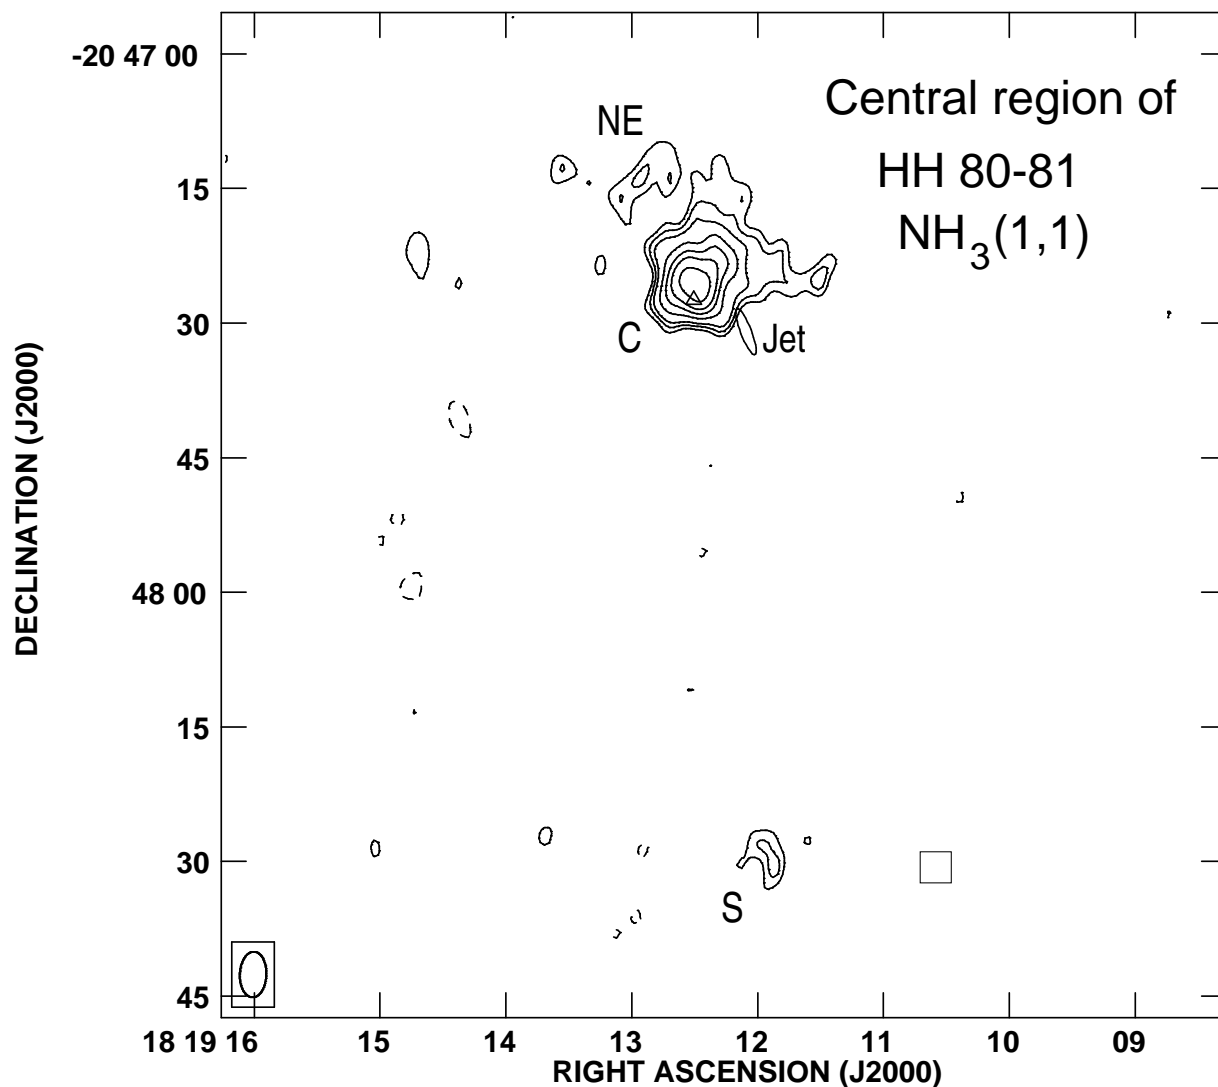 -20 47 00
Central region of
NE
HH 80-81
15
NH₃(1,1)
30
C
Jet
45
DECLINATION (J2000)
48 00
15
30
S
45
18 19 16 15 14 13 12 11 10 09
RIGHT ASCENSION (J2000)